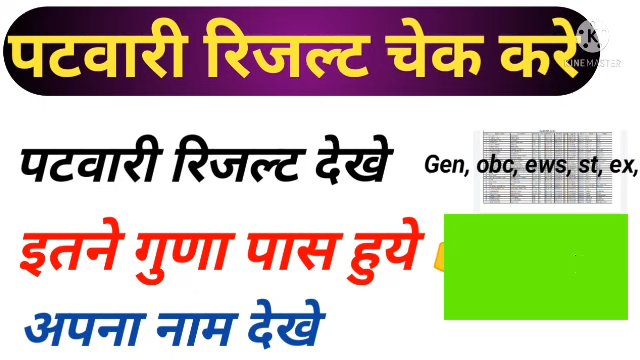 पटवारी रिजल्ट चेक करे
KINEMASTER
पटवारी रिजल्ट देखे
Gen, obc, ews, st, ex,
इतने गुणा पास हुये
अपना नाम देखे